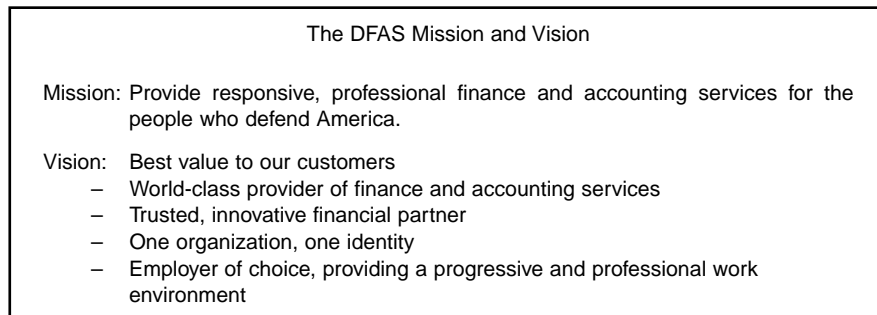 The DFAS Mission and Vision
Mission: Provide responsive, professional finance and accounting services for the
people who defend America.
Vision: Best value to our customers
– World-class provider of finance and accounting services
– Trusted, innovative financial partner
– One organization, one identity
– Employer of choice, providing a progressive and professional work
environment